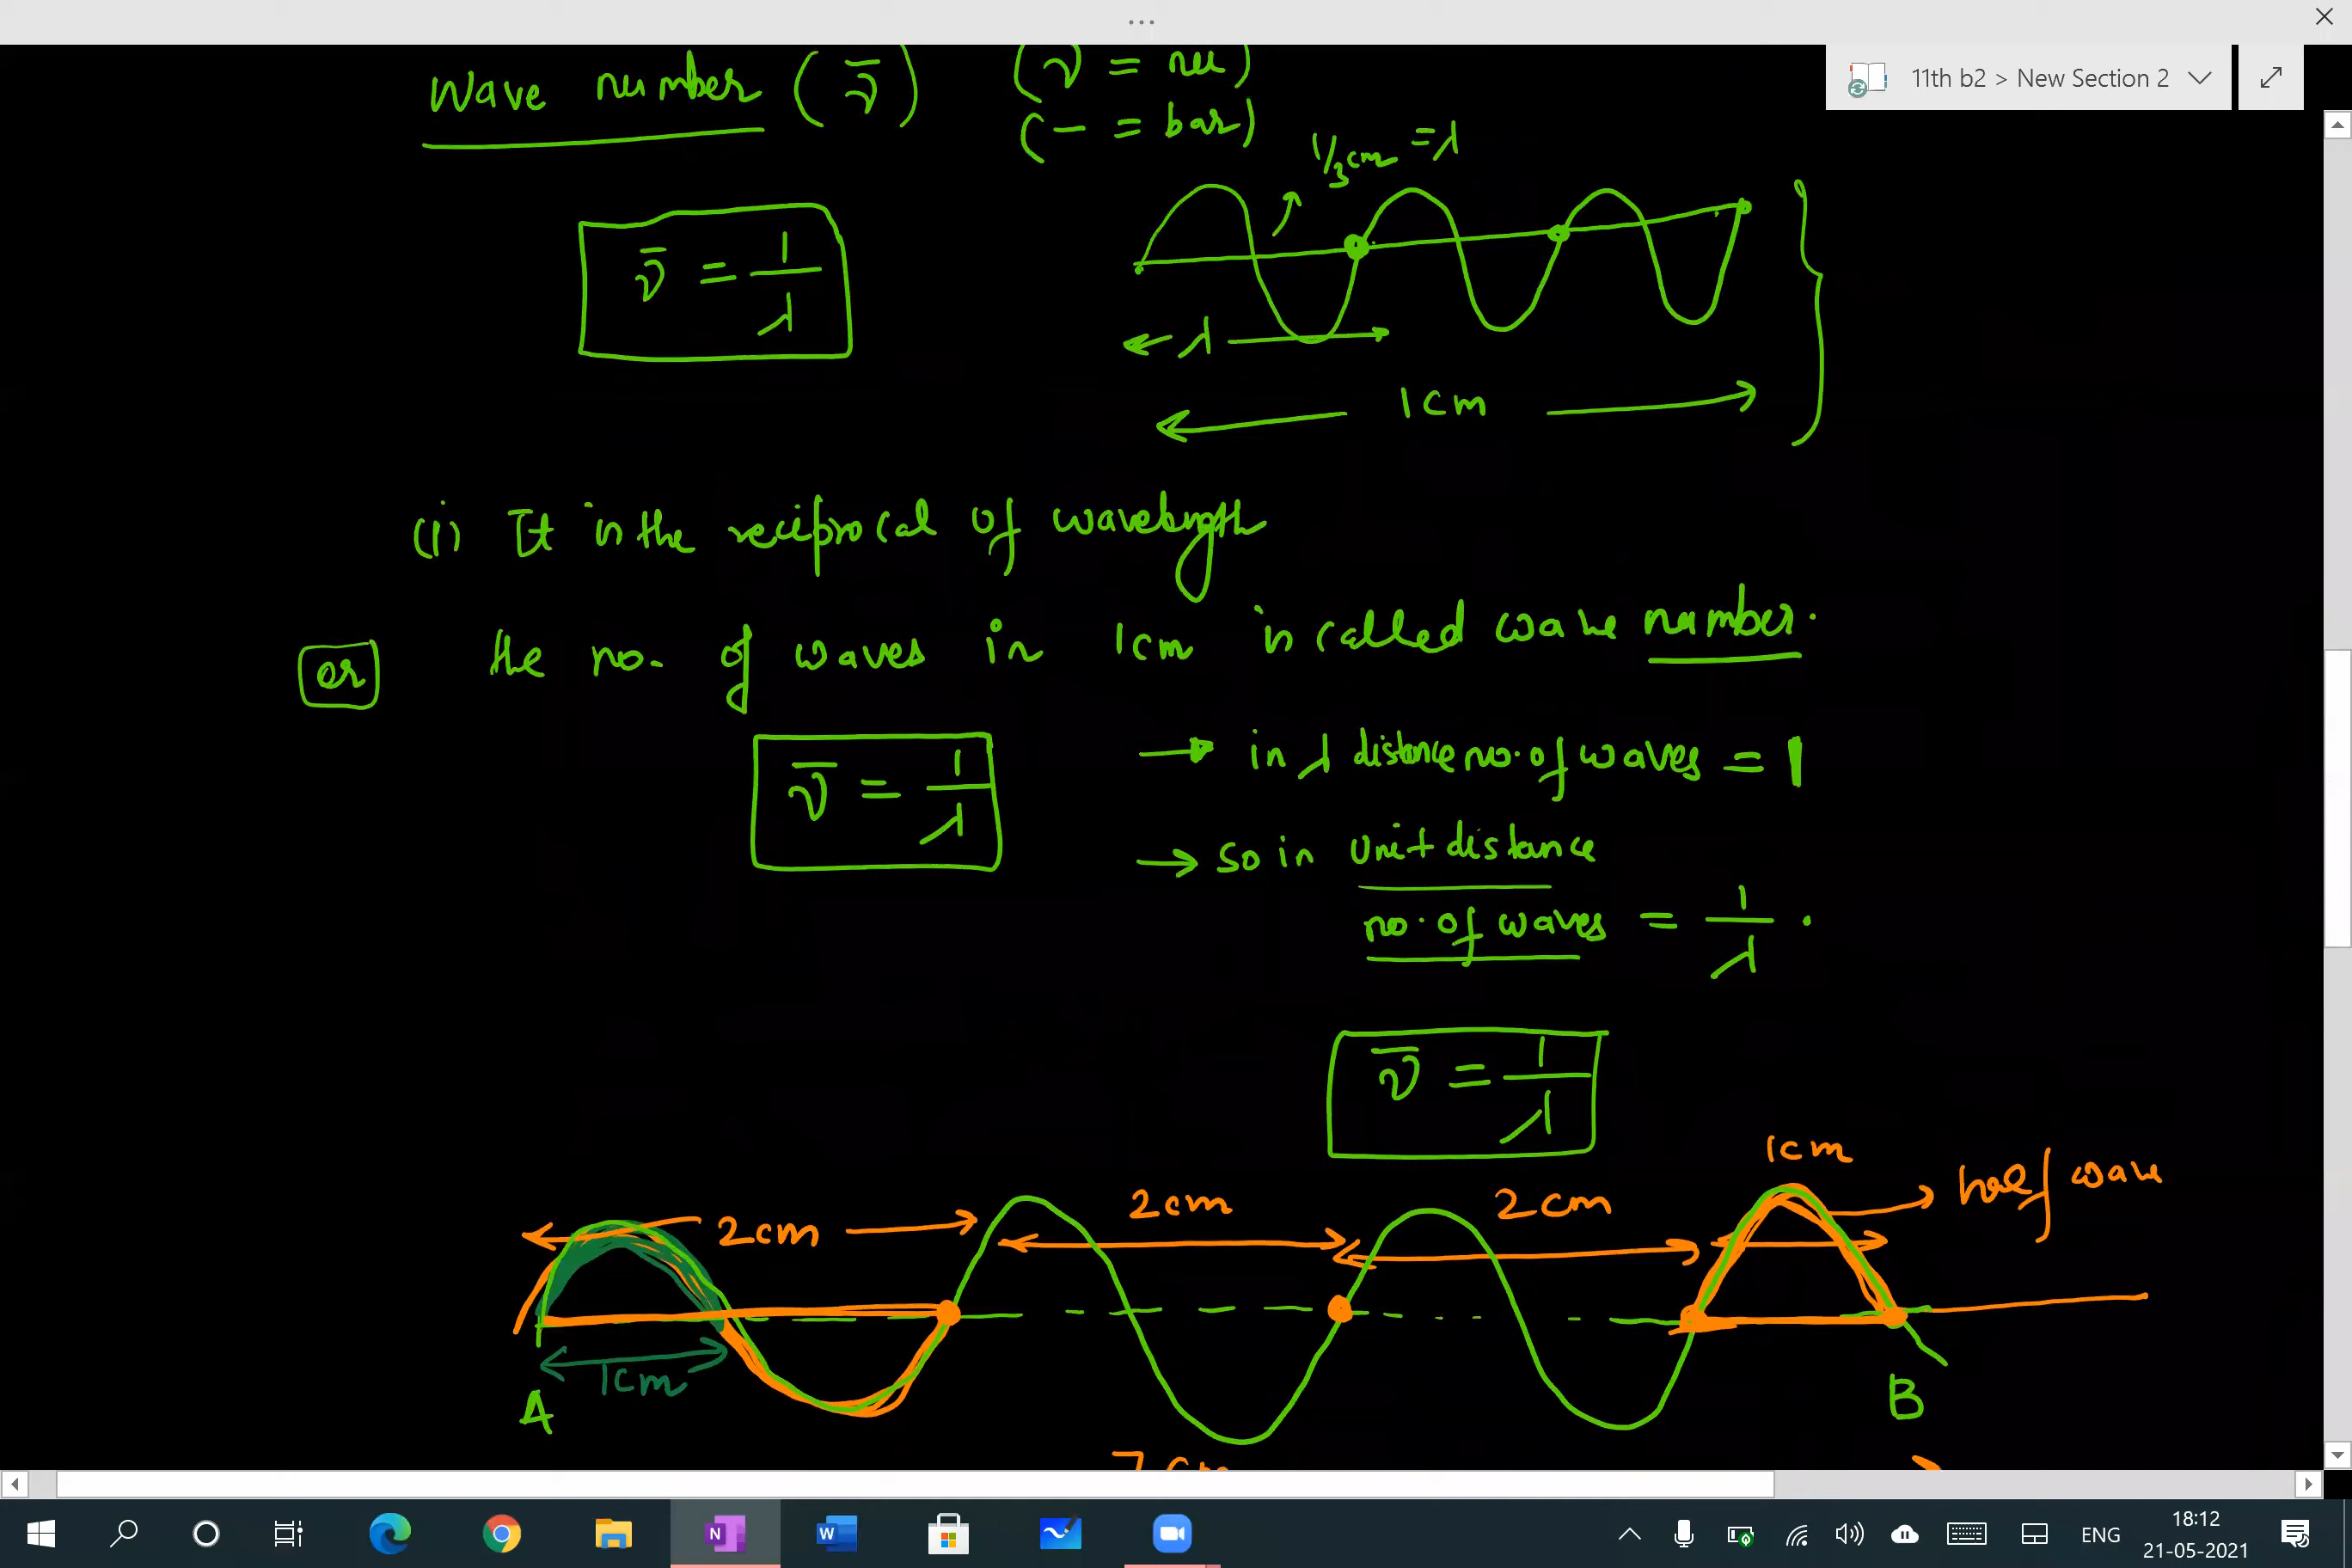 11th b2 > New Section 2
Wave number (ν̅) (ν = nu)
(— = bar)
1/3 cm = λ
ν̅ = 1/λ
λ
1cm
(i) It is the reciprocal of wavelength
or the no. of waves in 1cm is called wave number.
ν̅ = 1/λ → in λ distance no. of waves = 1
→ so in unit distance
no. of waves = 1/λ .
ν̅ = 1/λ
1cm
half wave
2cm 2cm 2cm
1cm
A B
7cm
ENG
18:12
21-05-2021